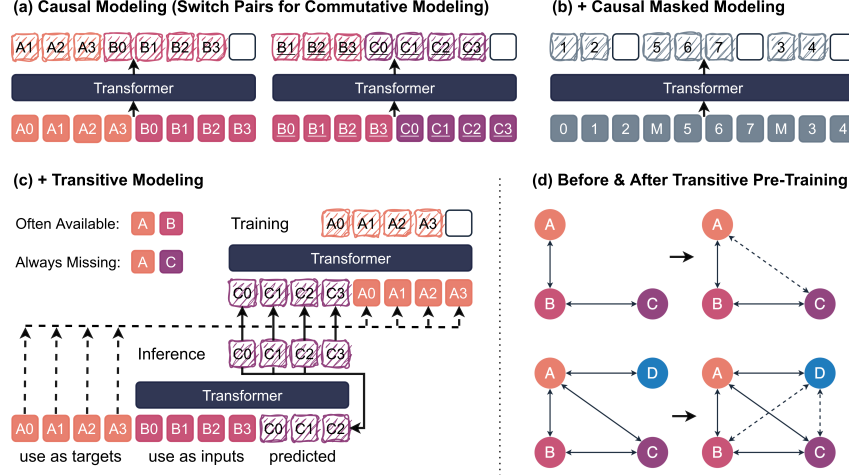 (a) Causal Modeling (Switch Pairs for Commutative Modeling)
A1 A2 A3 B0 B1 B2 B3
B1 B2 B3 C0 C1 C2 C3
Transformer
Transformer
A0 A1 A2 A3 B0 B1 B2 B3
B0 B1 B2 B3 C0 C1 C2 C3
(b) + Causal Masked Modeling
1 2 5 6 7 3 4
Transformer
0 1 2 M 5 6 7 M 3 4
(c) + Transitive Modeling
Often Available: A B
Always Missing: A C
Training A0 A1 A2 A3
Transformer
C0 C1 C2 C3 A0 A1 A2 A3
Inference C0 C1 C2 C3
Transformer
A0 A1 A2 A3 B0 B1 B2 B3 C0 C1 C2
use as targets use as inputs predicted
(d) Before & After Transitive Pre-Training
A A
B C B C
A D A D
B C B C